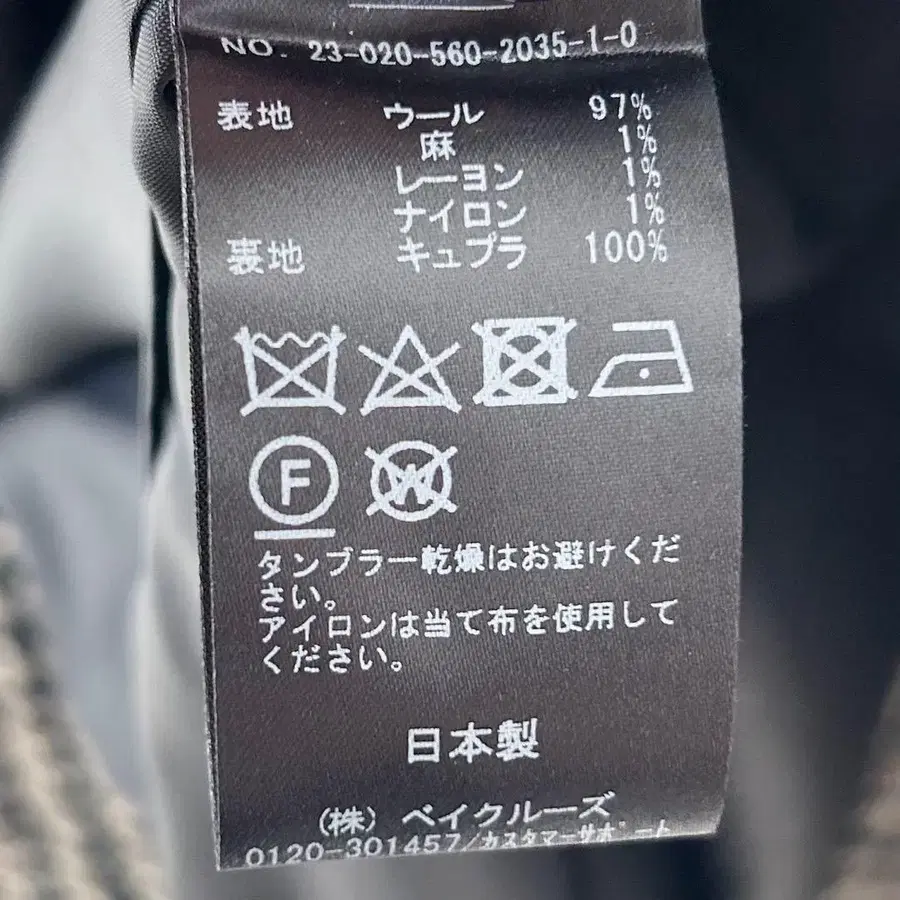 NO. 23-020-560-2035-1-0
表地 ウール 97%
麻 1%
レーヨン 1%
ナイロン 1%
裏地 キュプラ 100%
F
W
タンブラー乾燥はお避けくだ
さい。
アイロンは当て布を使用して
ください。
日本製
(株) ベイクルーズ
0120-301457/カスタマーサポート